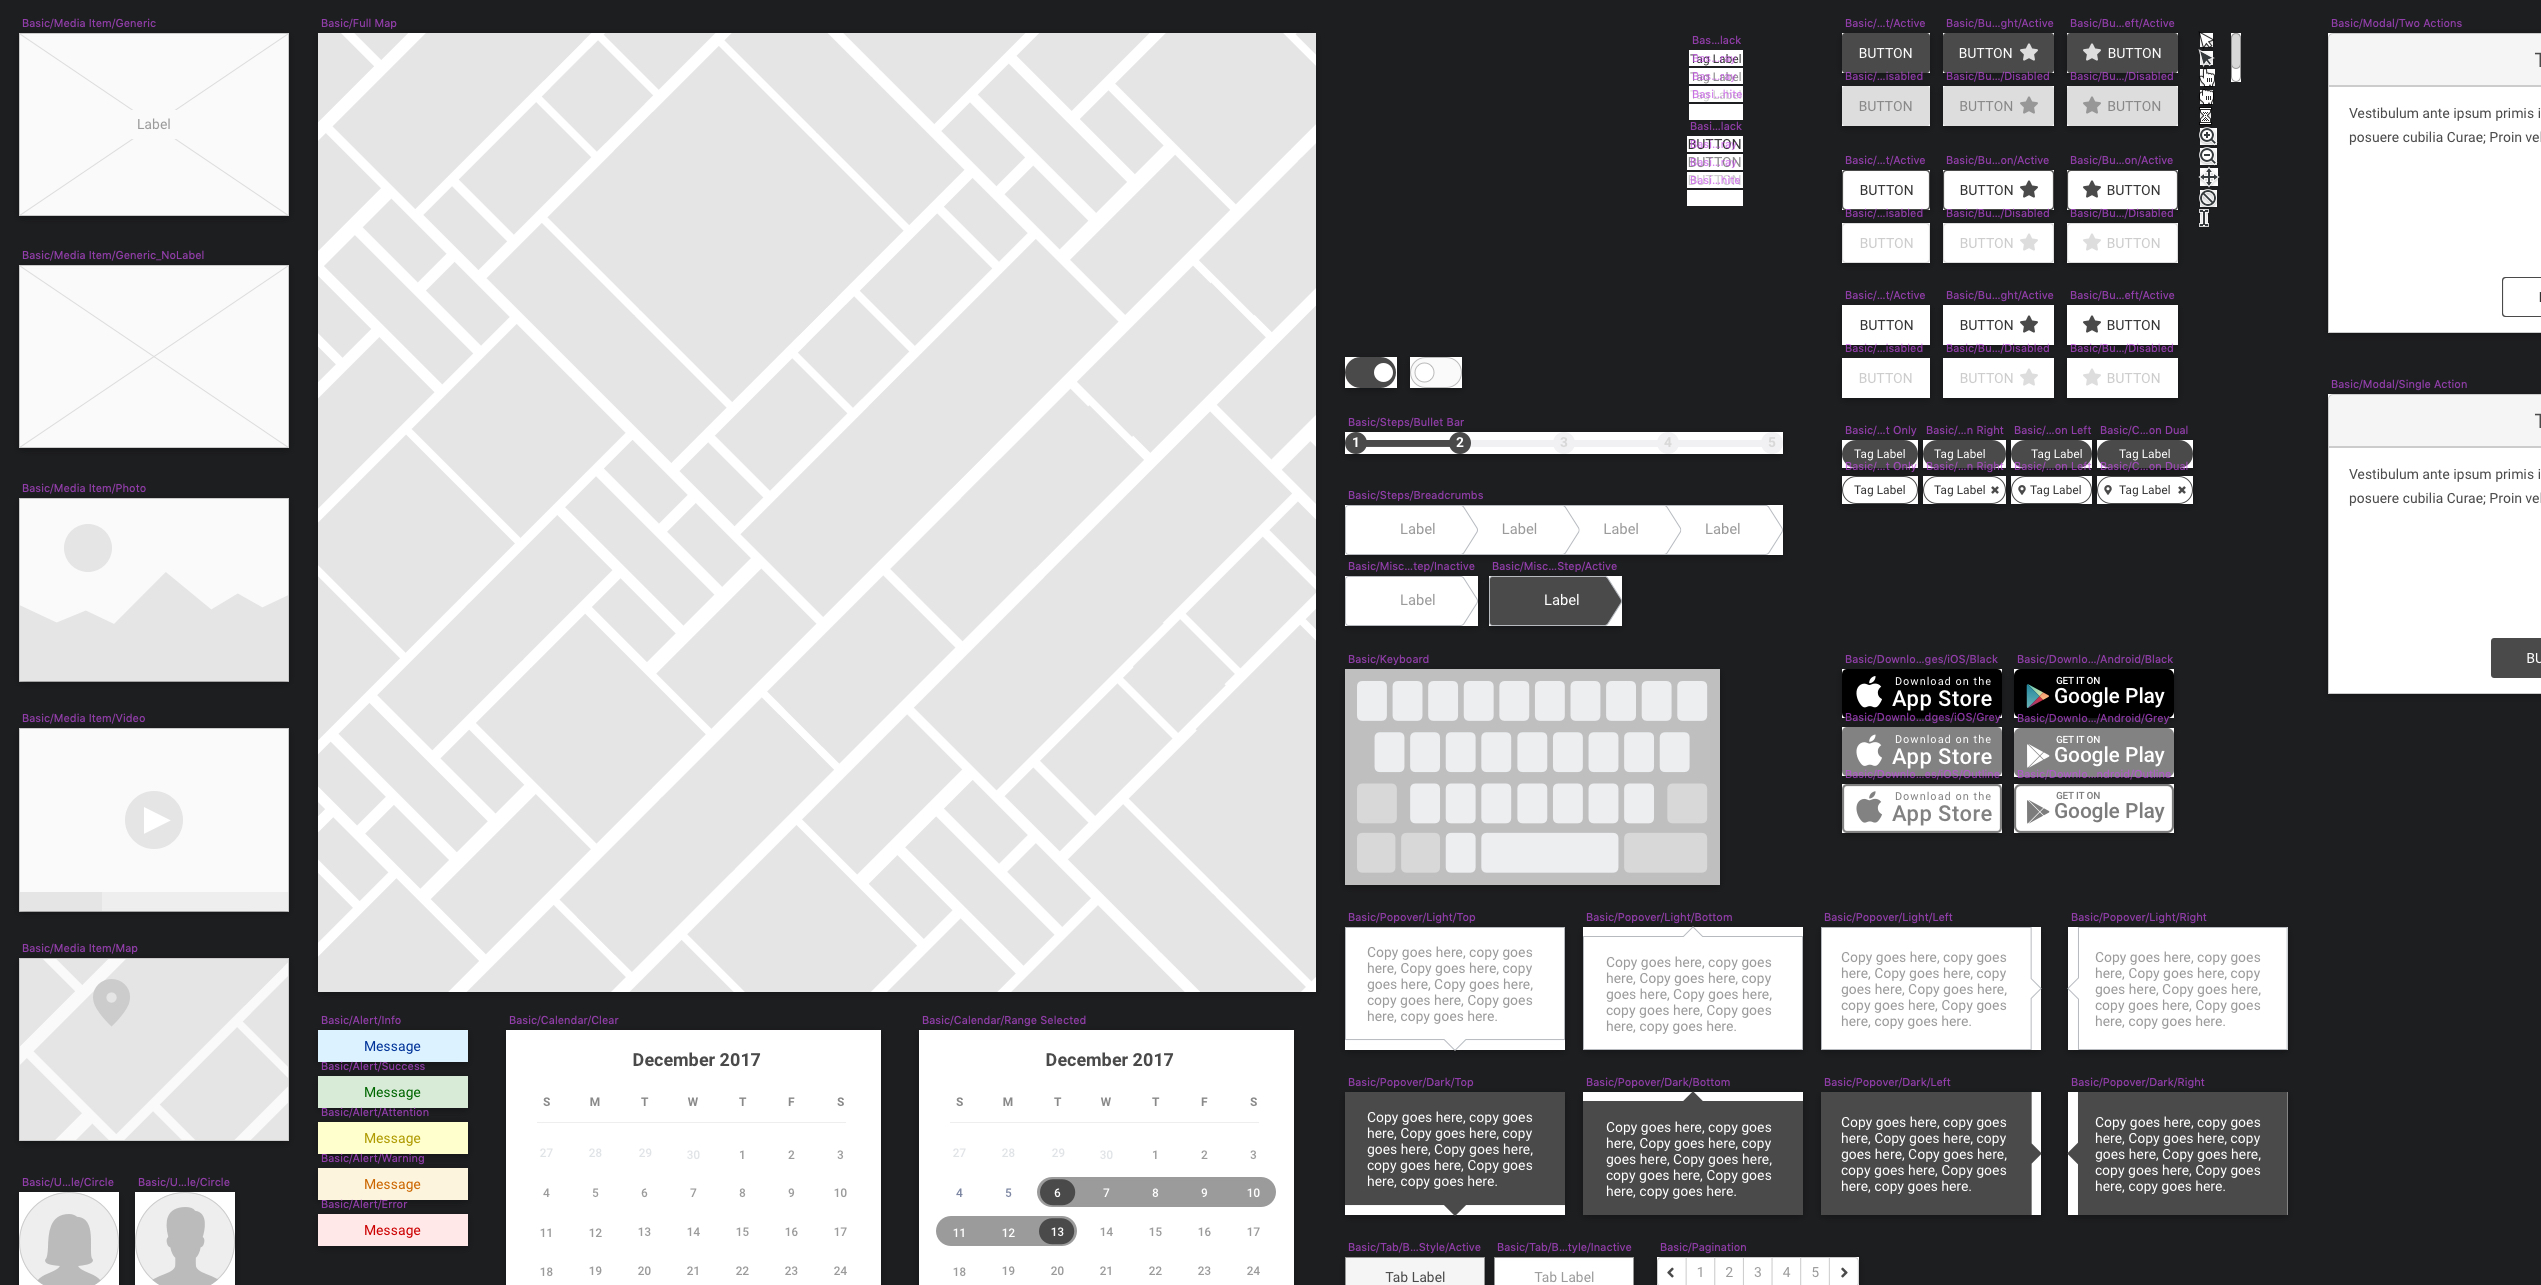 Basic/Media Item/Generic
Label
Basic/Media Item/Generic_NoLabel
Basic/Media Item/Photo
Basic/Media Item/Video
Basic/Media Item/Map
Basic/U...le/Circle
Basic/U...le/Circle
Basic/Full Map
Basic/Alert/Info
Message
Basic/Alert/Success
Message
Basic/Alert/Attention
Message
Basic/Alert/Warning
Message
Basic/Alert/Error
Message
Basic/Calendar/Clear
December 2017
S M T W T F S
27 28 29 30 1 2 3
4 5 6 7 8 9 10
11 12 13 14 15 16 17
18 19 20 21 22 23 24
Basic/Calendar/Range Selected
December 2017
S M T W T F S
27 28 29 30 1 2 3
4 5 6 7 8 9 10
11 12 13 14 15 16 17
18 19 20 21 22 23 24
Bas...lack
Tag Label
Tag Label
Basi...hite
Basi...lack
BUTTON
BUTTON
Basi...hite
Basic/Steps/Bullet Bar
1 2 3 4 5
Basic/Steps/Breadcrumbs
Label Label Label Label
Basic/Misc...tep/Inactive
Label
Basic/Misc...Step/Active
Label
Basic/Keyboard
Basic/...t/Active Basic/Bu...ght/Active Basic/Bu...eft/Active
BUTTON BUTTON BUTTON
Basic/...isabled Basic/Bu.../Disabled Basic/Bu.../Disabled
BUTTON BUTTON BUTTON
Basic/...t/Active Basic/Bu...on/Active Basic/Bu...on/Active
BUTTON BUTTON BUTTON
Basic/...isabled Basic/Bu.../Disabled Basic/Bu.../Disabled
BUTTON BUTTON BUTTON
Basic/...t/Active Basic/Bu...ght/Active Basic/Bu...eft/Active
BUTTON BUTTON BUTTON
Basic/...isabled Basic/Bu.../Disabled Basic/Bu.../Disabled
BUTTON BUTTON BUTTON
Basic/...t Only Basic/...n Right Basic/...on Left Basic/C...on Dual
Tag Label Tag Label Tag Label Tag Label
Basic/...t Only Basic/...n Right Basic/...on Left Basic/C...on Dual
Tag Label Tag Label Tag Label Tag Label
Basic/Downlo...ges/iOS/Black
Download on the
App Store
Basic/Downlo.../Android/Black
GET IT ON
Google Play
Basic/Downlo...dges/iOS/Grey
Download on the
App Store
Basic/Downlo.../Android/Grey
GET IT ON
Google Play
Download on the
App Store
GET IT ON
Google Play
Basic/Modal/Two Actions
Vestibulum ante ipsum primis i
posuere cubilia Curae; Proin ve
Basic/Modal/Single Action
Vestibulum ante ipsum primis i
posuere cubilia Curae; Proin ve
BU
Basic/Popover/Light/Top
Copy goes here, copy goes
here, Copy goes here, copy
goes here, Copy goes here,
copy goes here, Copy goes
here, copy goes here.
Basic/Popover/Light/Bottom
Copy goes here, copy goes
here, Copy goes here, copy
goes here, Copy goes here,
copy goes here, Copy goes
here, copy goes here.
Basic/Popover/Light/Left
Copy goes here, copy goes
here, Copy goes here, copy
goes here, Copy goes here,
copy goes here, Copy goes
here, copy goes here.
Basic/Popover/Light/Right
Copy goes here, copy goes
here, Copy goes here, copy
goes here, Copy goes here,
copy goes here, Copy goes
here, copy goes here.
Basic/Popover/Dark/Top
Copy goes here, copy goes
here, Copy goes here, copy
goes here, Copy goes here,
copy goes here, Copy goes
here, copy goes here.
Basic/Popover/Dark/Bottom
Copy goes here, copy goes
here, Copy goes here, copy
goes here, Copy goes here,
copy goes here, Copy goes
here, copy goes here.
Basic/Popover/Dark/Left
Copy goes here, copy goes
here, Copy goes here, copy
goes here, Copy goes here,
copy goes here, Copy goes
here, copy goes here.
Basic/Popover/Dark/Right
Copy goes here, copy goes
here, Copy goes here, copy
goes here, Copy goes here,
copy goes here, Copy goes
here, copy goes here.
Basic/Tab/B...Style/Active
Tab Label
Basic/Tab/B...tyle/Inactive
Tab Label
Basic/Pagination
1 2 3 4 5